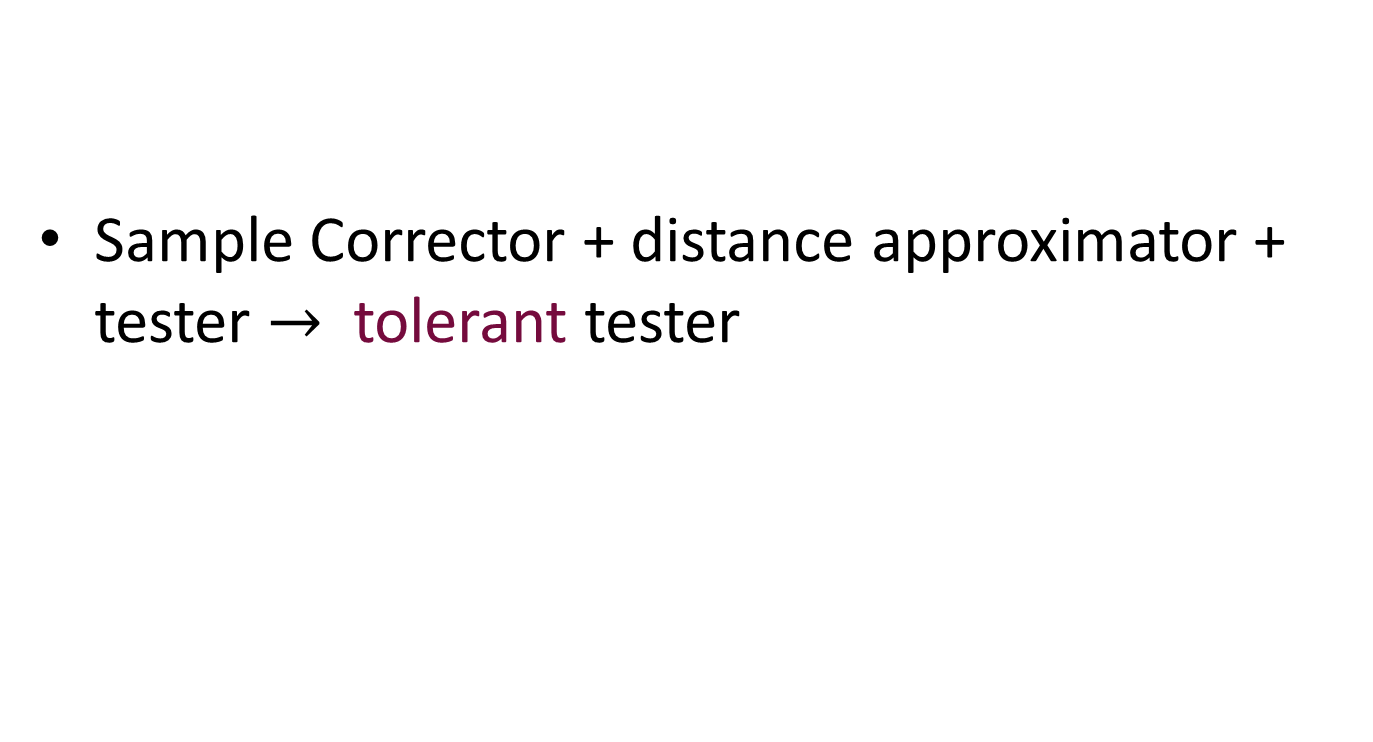 • Sample Corrector + distance approximator +
tester → tolerant tester